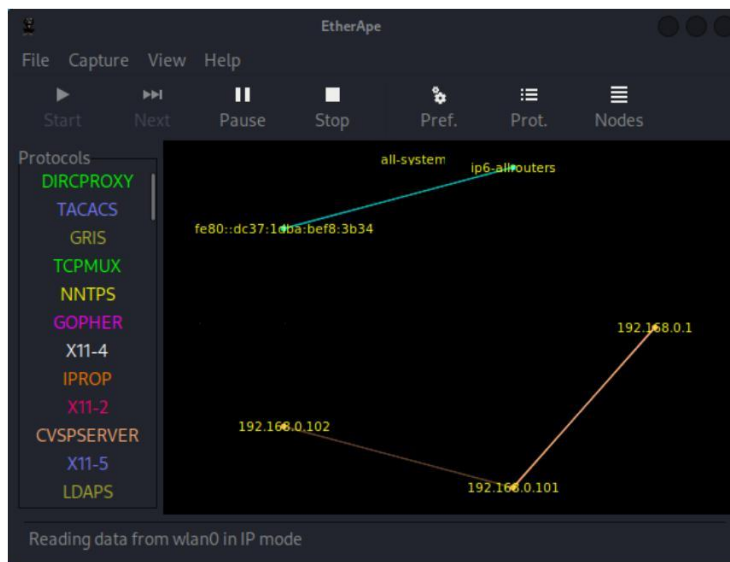 EtherApe
File Capture View Help
Start Next Pause Stop Pref. Prot. Nodes
Protocols
DIRCPROXY
TACACS
GRIS
TCPMUX
NNTPS
GOPHER
X11-4
IPROP
X11-2
CVSPSERVER
X11-5
LDAPS
all-system
ip6-allrouters
fe80::dc37:1dba:bef8:3b34
192.168.0.1
192.168.0.102
192.168.0.101
Reading data from wlan0 in IP mode